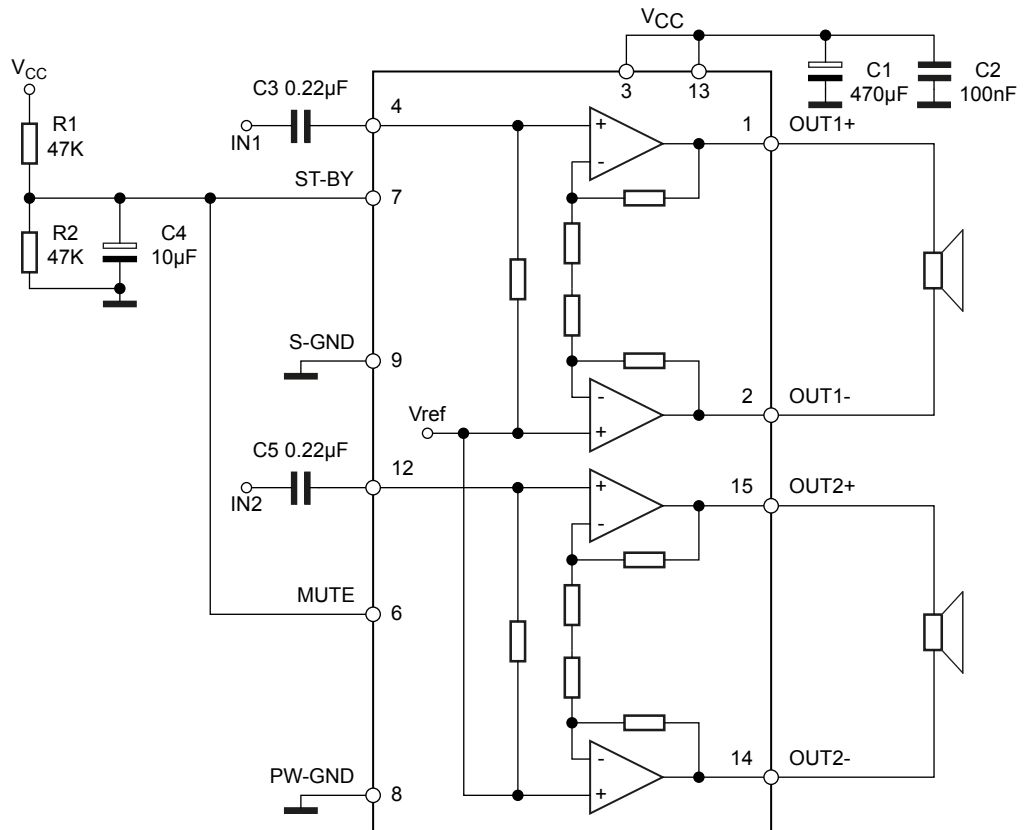 VCC
VCC
3
13
C1
470µF
C2
100nF
R1
47K
C3 0.22µF
IN1
4
+
-
1
OUT1+
ST-BY
7
R2
47K
C4
10µF
S-GND
9
-
+
2
OUT1-
Vref
C5 0.22µF
IN2
12
+
-
15
OUT2+
MUTE
6
-
+
14
OUT2-
PW-GND
8